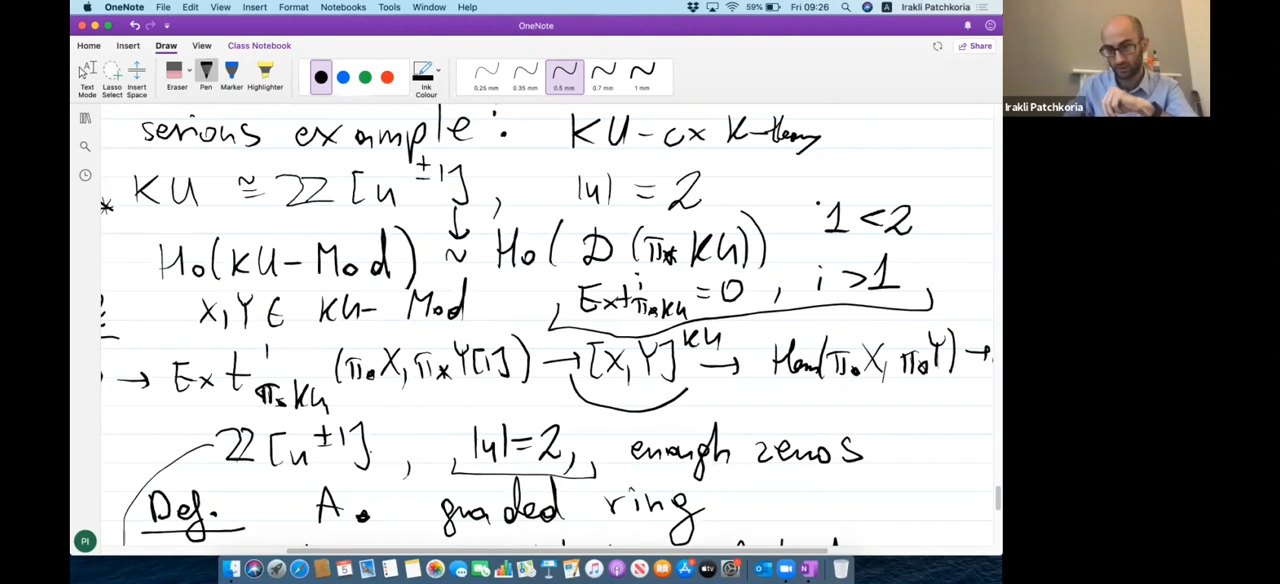 OneNote File Edit View Insert Format Notebooks Tools Window Help 59% Fri 09:26 Irakli Patchkoria
OneNote
Home Insert Draw View Class Notebook Share
Text Mode Lasso Select Insert Space Eraser Pen Marker Highlighter Ink Colour 0.25 mm 0.35 mm 0.5 mm 0.7 mm 1 mm
Irakli Patchkoria
serious example: KU - cx K-theory
* KU ≅ ℤ[u^{±1}], |u| = 2
· 1 < 2
Ho(KU-Mod) ~ Ho(D(π_* KU))
X, Y ∈ KU-Mod Ext^i_{π_* KU} = 0, i > 1
→ Ext^1_{π_* KU} (π_* X, π_* Y[1]) → [X, Y]^{KU} → Hom(π_* X, π_* Y) →
ℤ[u^{±1}], |u| = 2, enough zeros
Def. A_• graded ring
PI